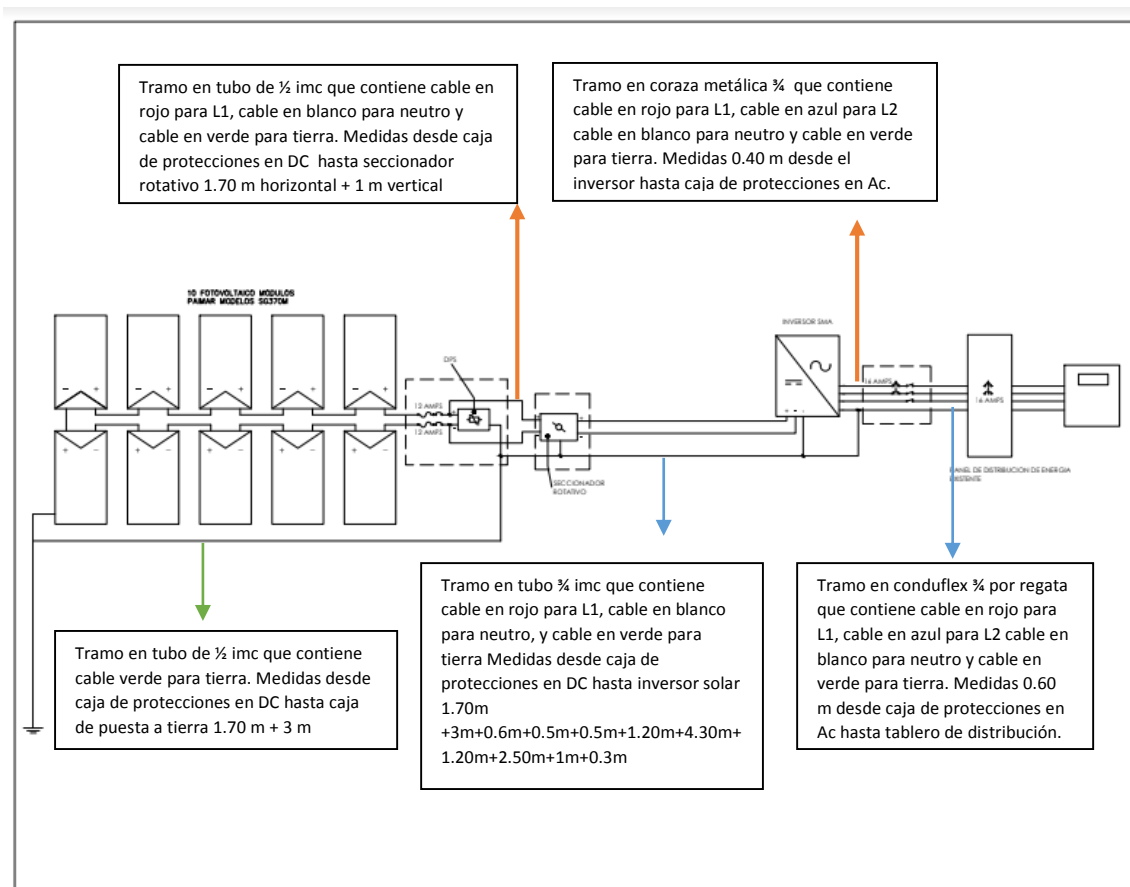 Tramo en tubo de ½ imc que contiene cable en
rojo para L1, cable en blanco para neutro y
cable en verde para tierra. Medidas desde caja
de protecciones en DC  hasta seccionador
rotativo 1.70 m horizontal + 1 m vertical
Tramo en coraza metálica ¾  que contiene
cable en rojo para L1, cable en azul para L2
cable en blanco para neutro y cable en verde
para tierra. Medidas 0.40 m desde el
inversor hasta caja de protecciones en Ac.
10 FOTOVOLTAICO MODULOS
PAIMAR MODELOS SG370M
- +
- +
- +
- +
- +
+ -
+ -
+ -
+ -
+ -
DPS
12 AMPS
12 AMPS
SECCIONADOR
ROTATIVO
INVERSOR SMA
16 AMPS
16 AMPS
PANEL DE DISTRIBUCION DE ENERGIA
EXISTENTE
Tramo en tubo de ½ imc que contiene
cable verde para tierra. Medidas desde
caja de protecciones en DC hasta caja
de puesta a tierra 1.70 m + 3 m
Tramo en tubo ¾ imc que contiene
cable en rojo para L1, cable en blanco
para neutro, y cable en verde para
tierra Medidas desde caja de
protecciones en DC hasta inversor solar
1.70m
+3m+0.6m+0.5m+0.5m+1.20m+4.30m+
1.20m+2.50m+1m+0.3m
Tramo en conduflex ¾ por regata
que contiene cable en rojo para
L1, cable en azul para L2 cable en
blanco para neutro y cable en
verde para tierra. Medidas 0.60
m desde caja de protecciones en
Ac hasta tablero de distribución.